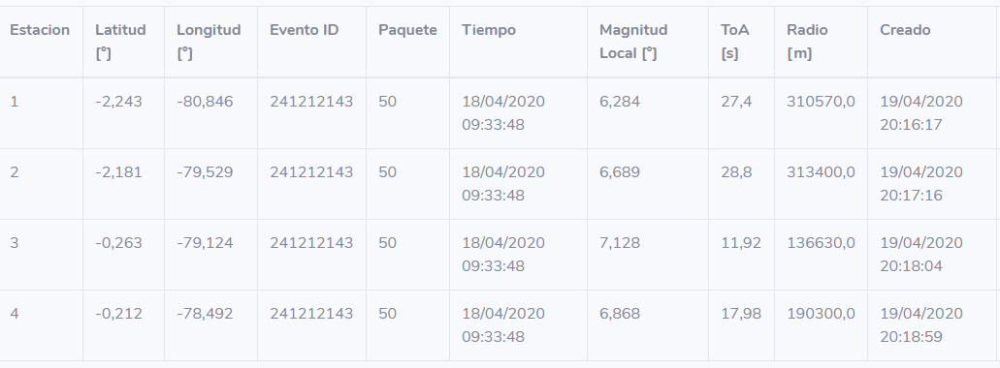 Estacion Latitud [°] Longitud [°] Evento ID Paquete Tiempo Magnitud Local [°] ToA [s] Radio [m] Creado
1 -2,243 -80,846 241212143 50 18/04/2020 09:33:48 6,284 27,4 310570,0 19/04/2020 20:16:17
2 -2,181 -79,529 241212143 50 18/04/2020 09:33:48 6,689 28,8 313400,0 19/04/2020 20:17:16
3 -0,263 -79,124 241212143 50 18/04/2020 09:33:48 7,128 11,92 136630,0 19/04/2020 20:18:04
4 -0,212 -78,492 241212143 50 18/04/2020 09:33:48 6,868 17,98 190300,0 19/04/2020 20:18:59